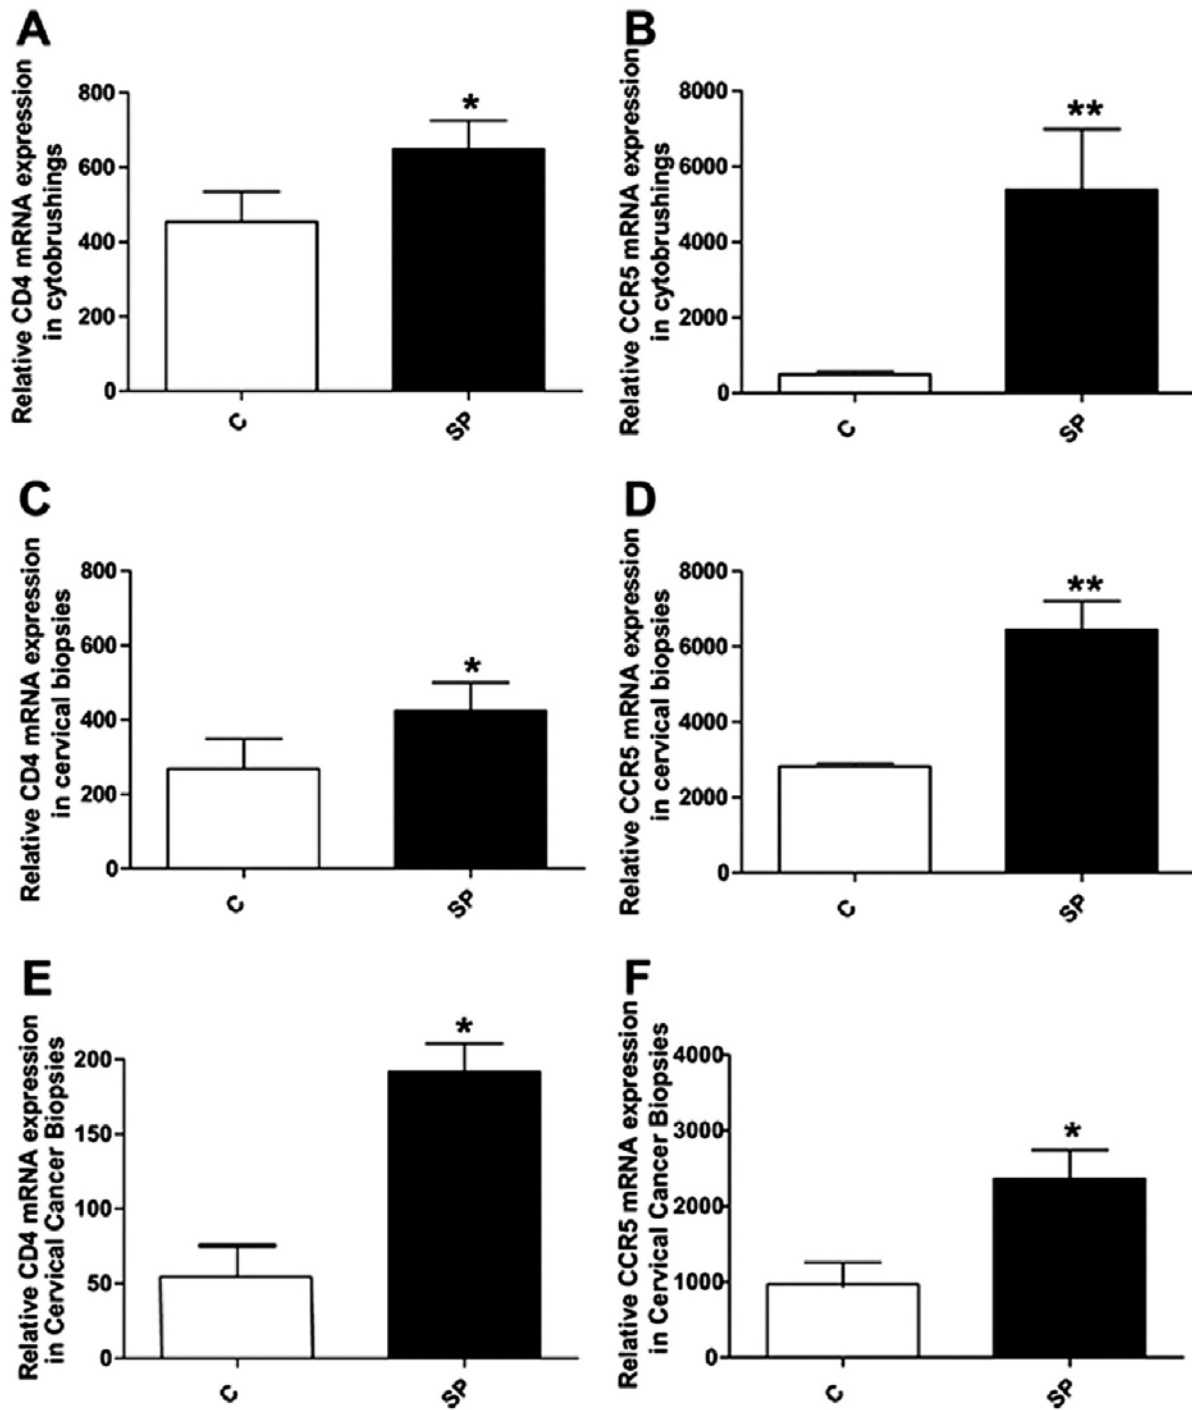 A
Relative CD4 mRNA expression
in cytobrushings
800
600
400
200
0
*
C
SP
B
Relative CCR5 mRNA expression
in cytobrushings
8000
6000
4000
2000
0
**
C
SP
C
Relative CD4 mRNA expression
in cervical biopsies
800
600
400
200
0
*
C
SP
D
Relative CCR5 mRNA expression
in cervical biopsies
8000
6000
4000
2000
0
**
C
SP
E
Relative CD4 mRNA expression
in Cervical Cancer Biopsies
200
150
100
50
0
*
C
SP
F
Relative CCR5 mRNA expression
in Cervical Cancer Biopsies
4000
3000
2000
1000
0
*
C
SP